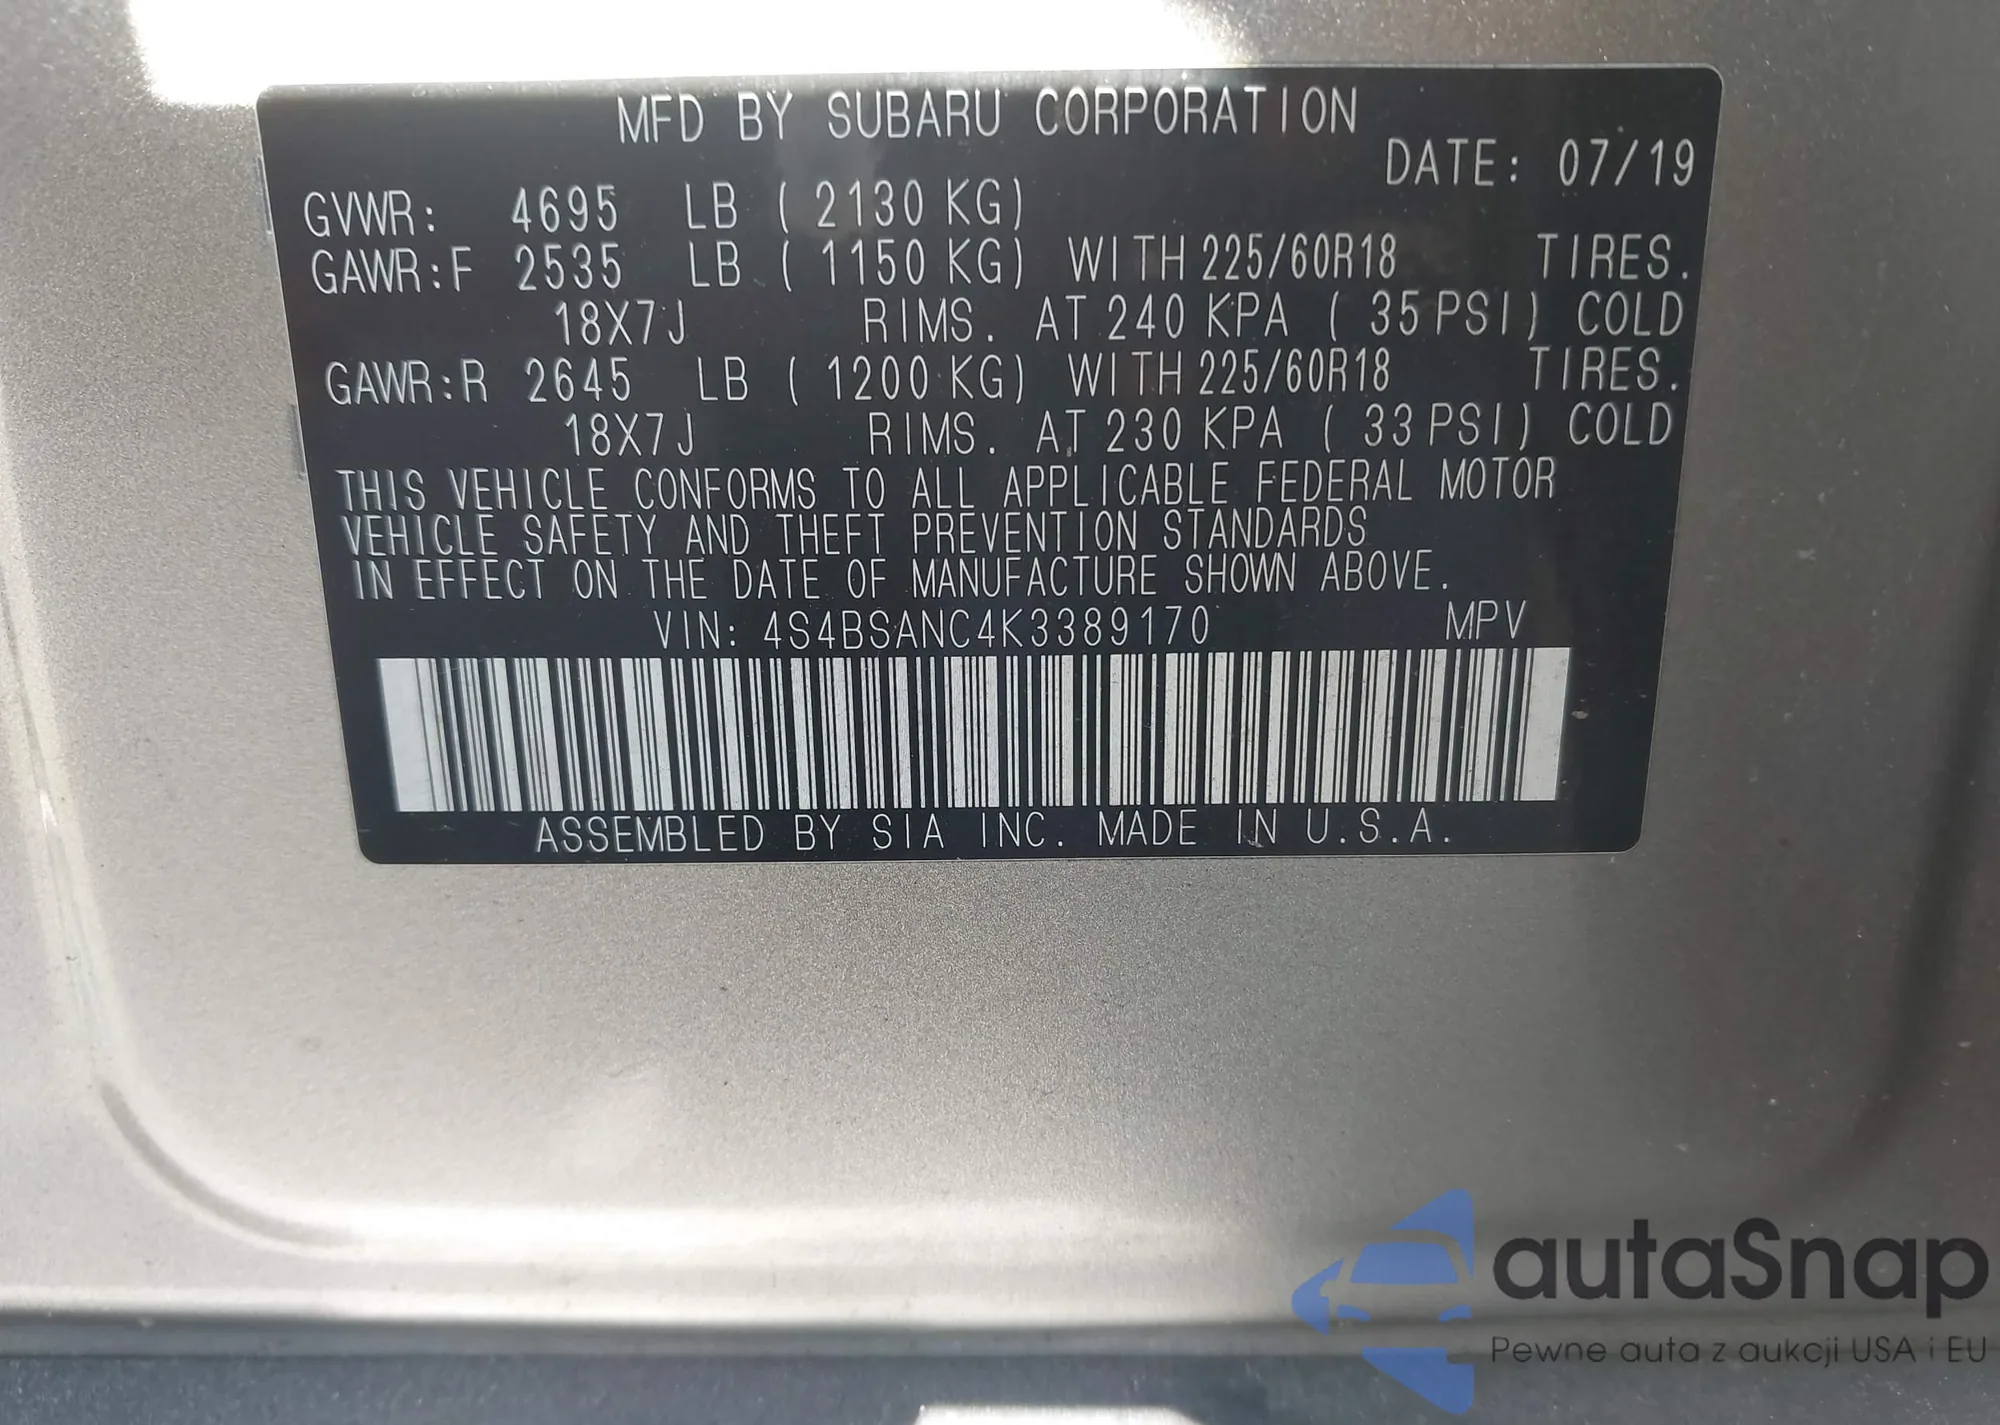 MFD BY SUBARU CORPORATION
DATE: 07/19
GVWR: 4695 LB ( 2130 KG)
GAWR:F 2535 LB ( 1150 KG) WITH 225/60R18 TIRES.
18X7J RIMS. AT 240 KPA ( 35 PSI) COLD
GAWR:R 2645 LB ( 1200 KG) WITH 225/60R18 TIRES.
18X7J RIMS. AT 230 KPA ( 33 PSI) COLD
THIS VEHICLE CONFORMS TO ALL APPLICABLE FEDERAL MOTOR
VEHICLE SAFETY AND THEFT PREVENTION STANDARDS
IN EFFECT ON THE DATE OF MANUFACTURE SHOWN ABOVE.
VIN: 4S4BSANC4K3389170 MPV
ASSEMBLED BY SIA INC. MADE IN U.S.A.
autaSnap
Pewne auta z aukcji USA i EU